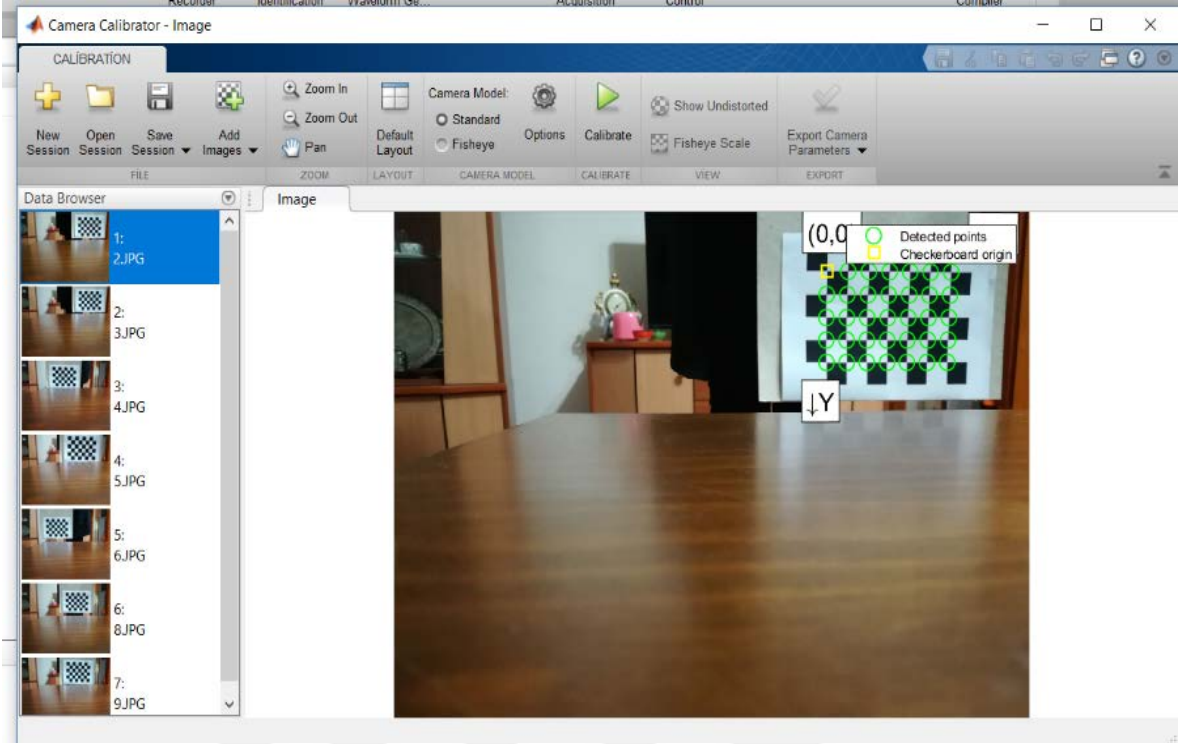 Camera Calibrator - Image
CALİBRATİON
New Session
Open Session
Save Session
Add Images
FILE
Zoom In
Zoom Out
Pan
ZOOM
Default Layout
LAYOUT
Camera Model:
Standard
Fisheye
Options
CAMERA MODEL
Calibrate
CALIBRATE
Show Undistorted
Fisheye Scale
VIEW
Export Camera
Parameters
EXPORT
Data Browser
Image
1:
2.JPG
2:
3.JPG
3:
4.JPG
4:
5.JPG
5:
6.JPG
6:
8.JPG
7:
9.JPG
(0,0
Detected points
Checkerboard origin
↓Y